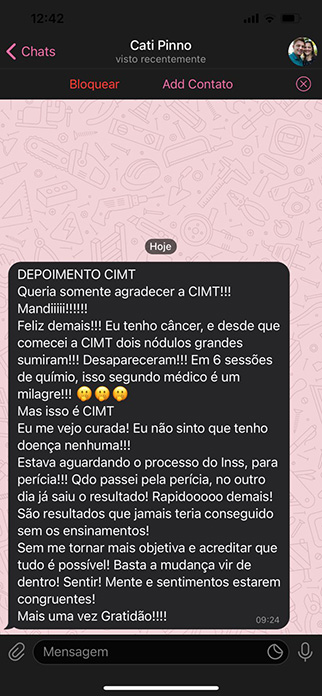 12:42
Chats
Cati Pinno
visto recentemente
Bloquear
Add Contato
Hoje
DEPOIMENTO CIMT
Queria somente agradecer a CIMT!!!
Mandiiiii!!!!!!
Feliz demais!!! Eu tenho câncer, e desde que
comecei a CIMT dois nódulos grandes
sumiram!!! Desapareceram!!! Em 6 sessões
de químio, isso segundo médico é um
milagre!!! 🤭🤭🤭
Mas isso é CIMT
Eu me vejo curada! Eu não sinto que tenho
doença nenhuma!!!
Estava aguardando o processo do Inss, para
perícia!!! Qdo passei pela perícia, no outro
dia já saiu o resultado! Rapidooooo demais!
São resultados que jamais teria conseguido
sem os ensinamentos!
Sem me tornar mais objetiva e acreditar que
tudo é possível! Basta a mudança vir de
dentro! Sentir! Mente e sentimentos estarem
congruentes!
Mais uma vez Gratidão!!!!
09:24
Mensagem